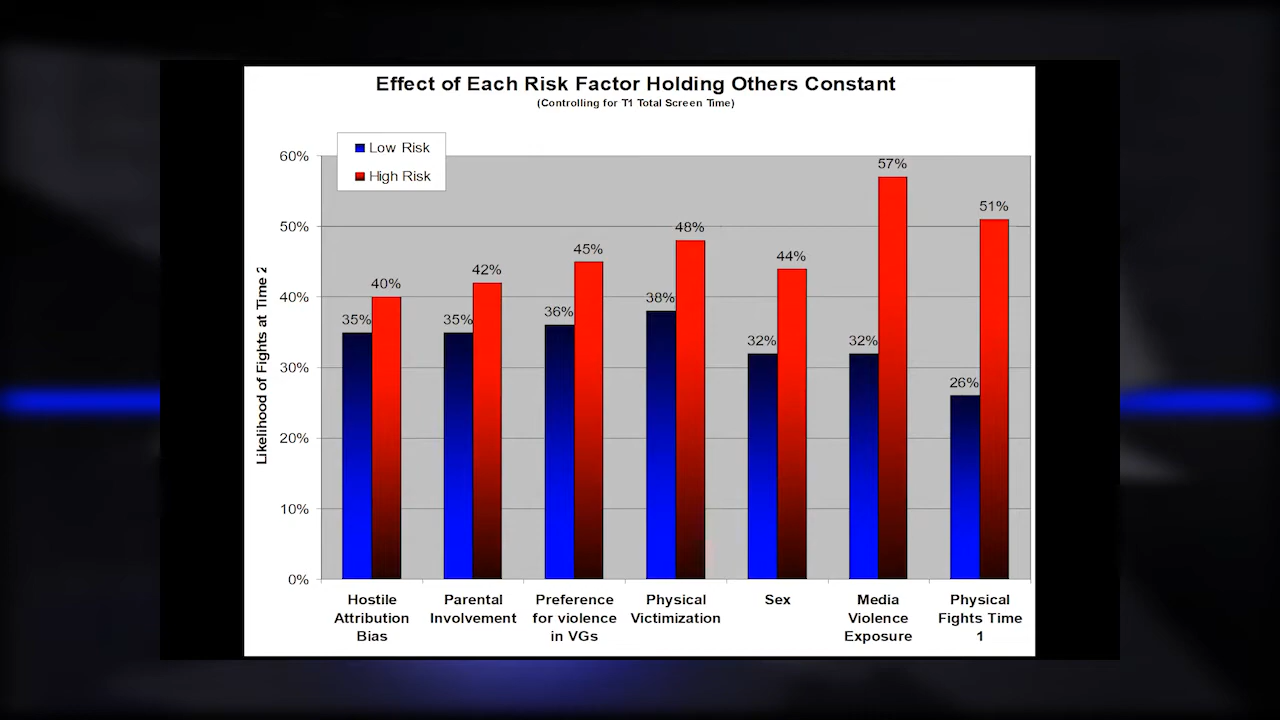 Effect of Each Risk Factor Holding Others Constant
(Controlling for T1 Total Screen Time)
Low Risk
High Risk
Likelihood of Fights at Time 2
60%
50%
40%
30%
20%
10%
0%
35%
40%
35%
42%
36%
45%
38%
48%
32%
44%
32%
57%
26%
51%
Hostile
Attribution
Bias
Parental
Involvement
Preference
for violence
in VGs
Physical
Victimization
Sex
Media
Violence
Exposure
Physical
Fights Time
1